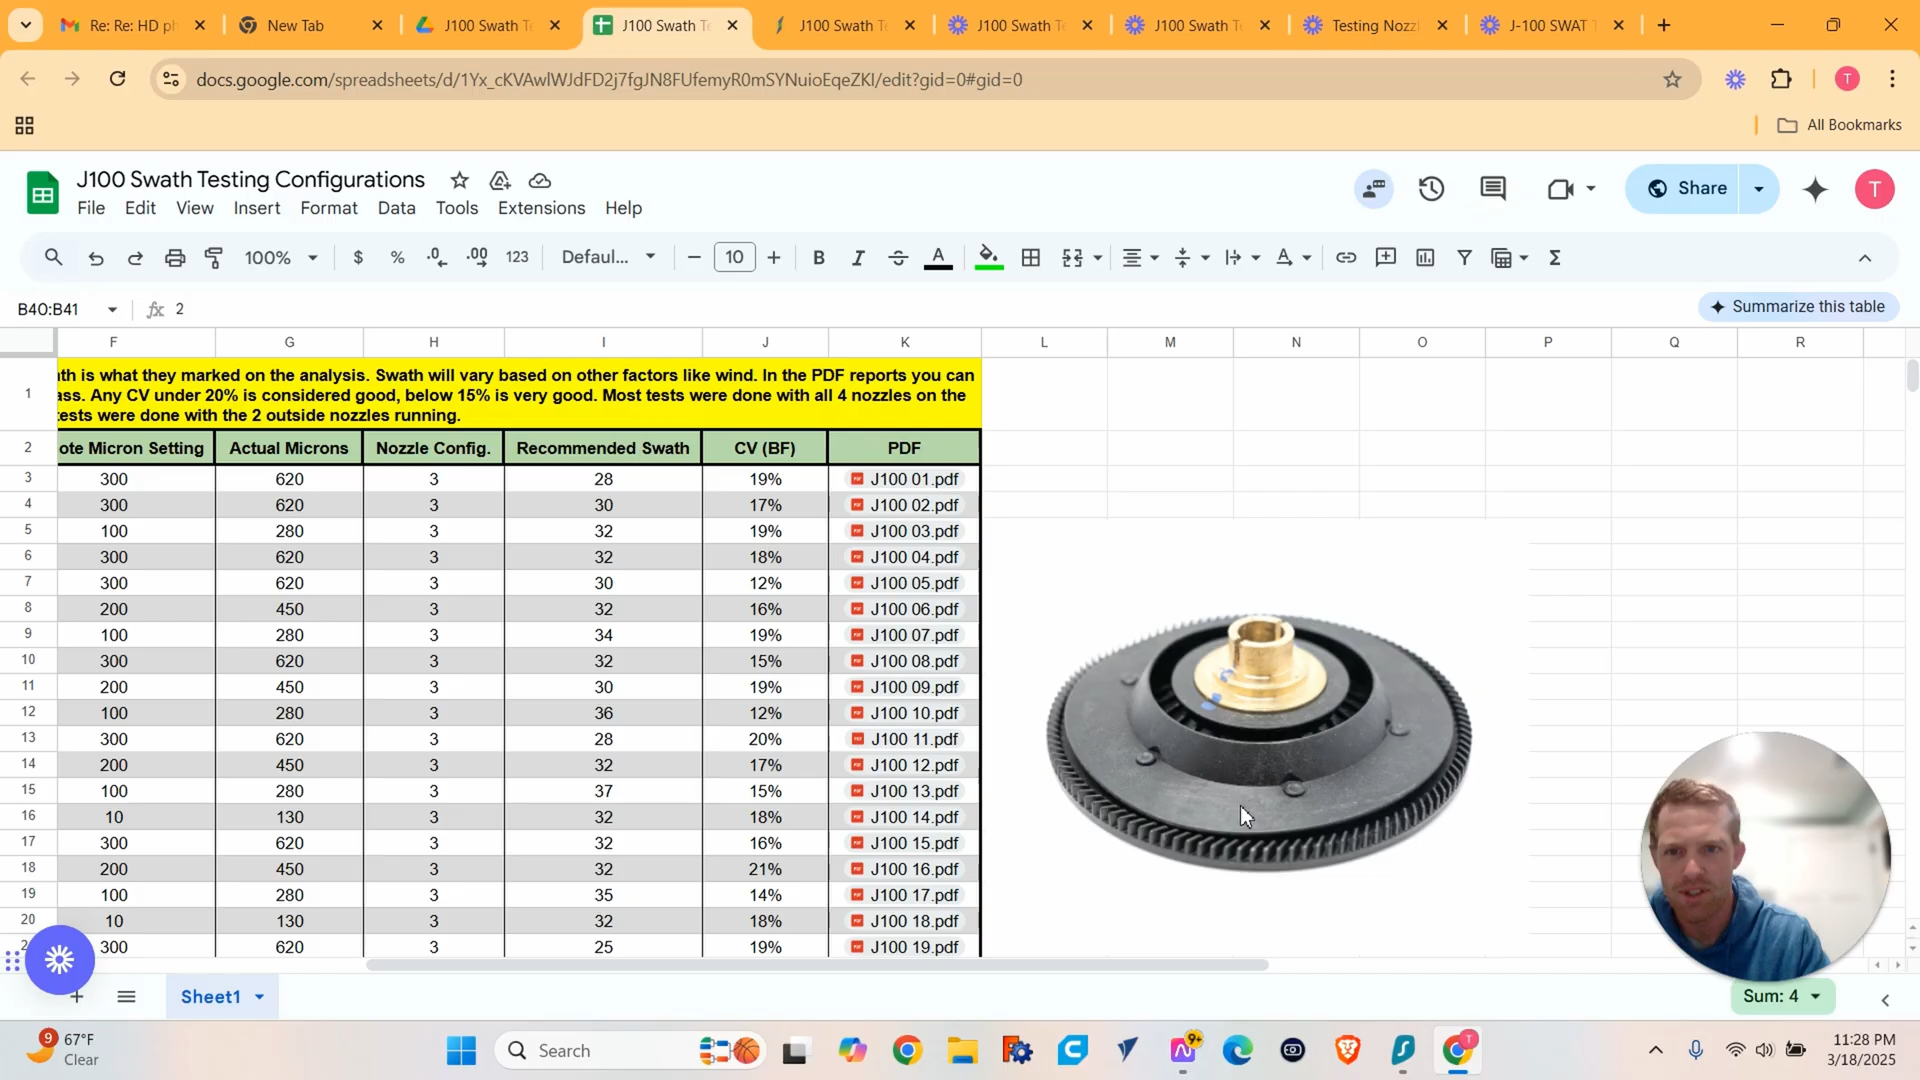 Re: Re: HD ph
New Tab
J100 Swath Te
J100 Swath Te
J100 Swath Te
J100 Swath Te
J100 Swath Te
Testing Nozz
J-100 SWAT T
docs.google.com/spreadsheets/d/1Yx_cKVAwlWJdFD2j7fgJN8FUfemyR0mSYNuioEqeZKI/edit?gid=0#gid=0
T
All Bookmarks
J100 Swath Testing Configurations
Share
T
File Edit View Insert Format Data Tools Extensions Help
100% $ % .0 .00 123 Defaul... 10 B I A
B40:B41 fx 2
Summarize this table
F G H I J K L M N O P Q R
1
th is what they marked on the analysis. Swath will vary based on other factors like wind. In the PDF reports you can
ass. Any CV under 20% is considered good, below 15% is very good. Most tests were done with all 4 nozzles on the
tests were done with the 2 outside nozzles running.
2 ote Micron Setting Actual Microns Nozzle Config. Recommended Swath CV (BF) PDF
3 300 620 3 28 19% J100 01.pdf
4 300 620 3 30 17% J100 02.pdf
5 100 280 3 32 19% J100 03.pdf
6 300 620 3 32 18% J100 04.pdf
7 300 620 3 30 12% J100 05.pdf
8 200 450 3 32 16% J100 06.pdf
9 100 280 3 34 19% J100 07.pdf
10 300 620 3 32 15% J100 08.pdf
11 200 450 3 30 19% J100 09.pdf
12 100 280 3 36 12% J100 10.pdf
13 300 620 3 28 20% J100 11.pdf
14 200 450 3 32 17% J100 12.pdf
15 100 280 3 37 15% J100 13.pdf
16 10 130 3 32 18% J100 14.pdf
17 300 620 3 32 16% J100 15.pdf
18 200 450 3 32 21% J100 16.pdf
19 100 280 3 35 14% J100 17.pdf
20 10 130 3 32 18% J100 18.pdf
300 620 3 25 19% J100 19.pdf
Sheet1
Sum: 4
9 67°F
Clear
Search
9+
T
11:28 PM
3/18/2025